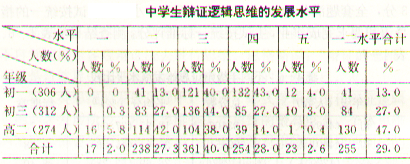 中学生辩证逻辑思维的发展水平
水平 一 二 三 四 五 一二水平合计
人数(%)
年级 人数 % 人数 % 人数 % 人数 % 人数 % 人数 %
初一(306人) 0 0 41 13.0 121 40.0 132 43.0 12 4.0 41 13.0
初三(312人) 1 0.3 83 27.0 136 44.0 85 27.0 3 0.9 84 27.0
高二(274人) 16 5.8 114 42.0 104 38.0 39 14.0 1 0.4 130 47.0
合计 17 2.0 238 27.3 361 40.0 254 28.0 23 2.6 255 29.0